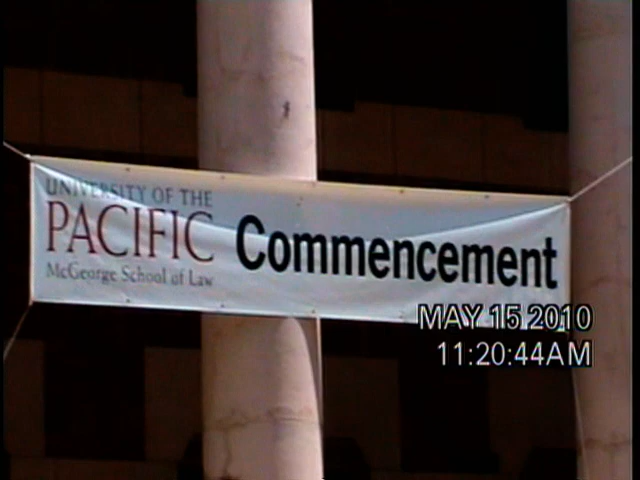 UNIVERSITY OF THE
PACIFIC
McGeorge School of Law
Commencement
MAY 15 2010
11:20:44AM